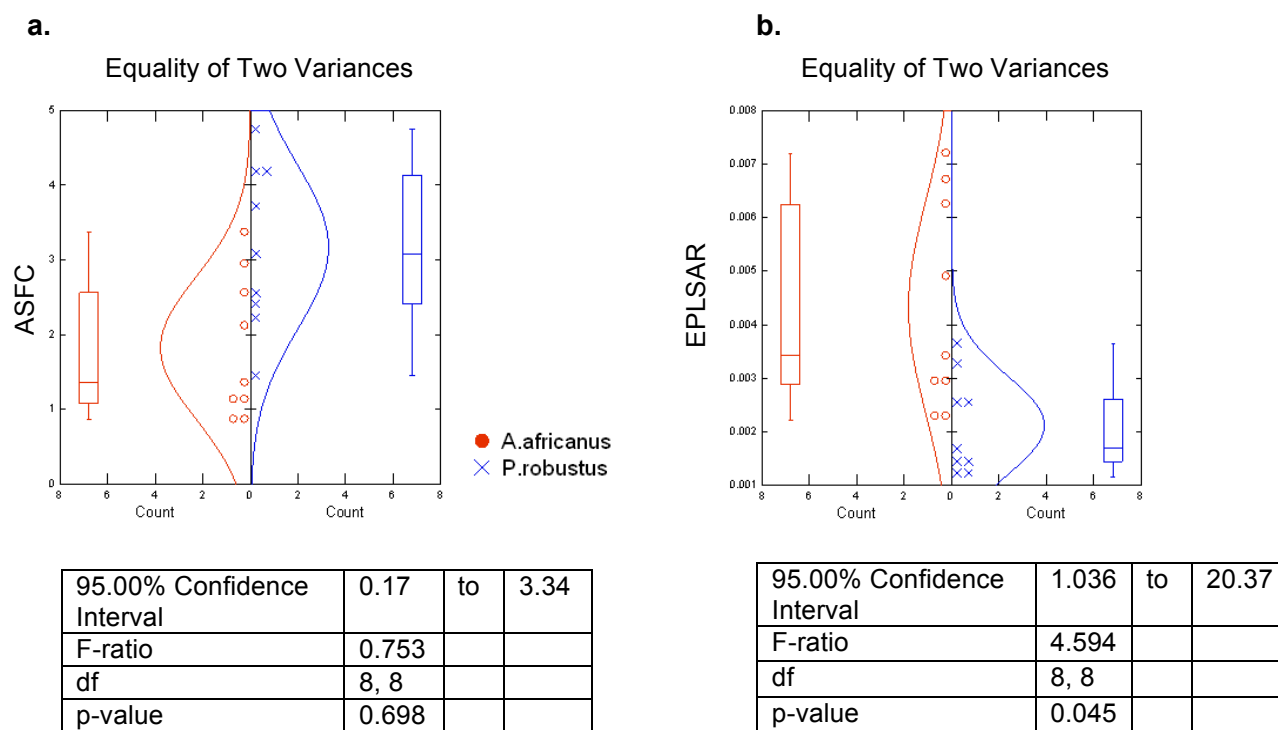 a.
Equality of Two Variances
5
4
3
2
1
0
ASFC
8 6 4 2 0 2 4 6 8
Count Count
A.africanus
P.robustus
95.00% Confidence Interval 0.17 to 3.34
F-ratio 0.753
df 8, 8
p-value 0.698
b.
Equality of Two Variances
0.008
0.007
0.006
0.005
0.004
0.003
0.002
0.001
EPLSAR
8 6 4 2 0 2 4 6 8
Count Count
95.00% Confidence Interval 1.036 to 20.37
F-ratio 4.594
df 8, 8
p-value 0.045